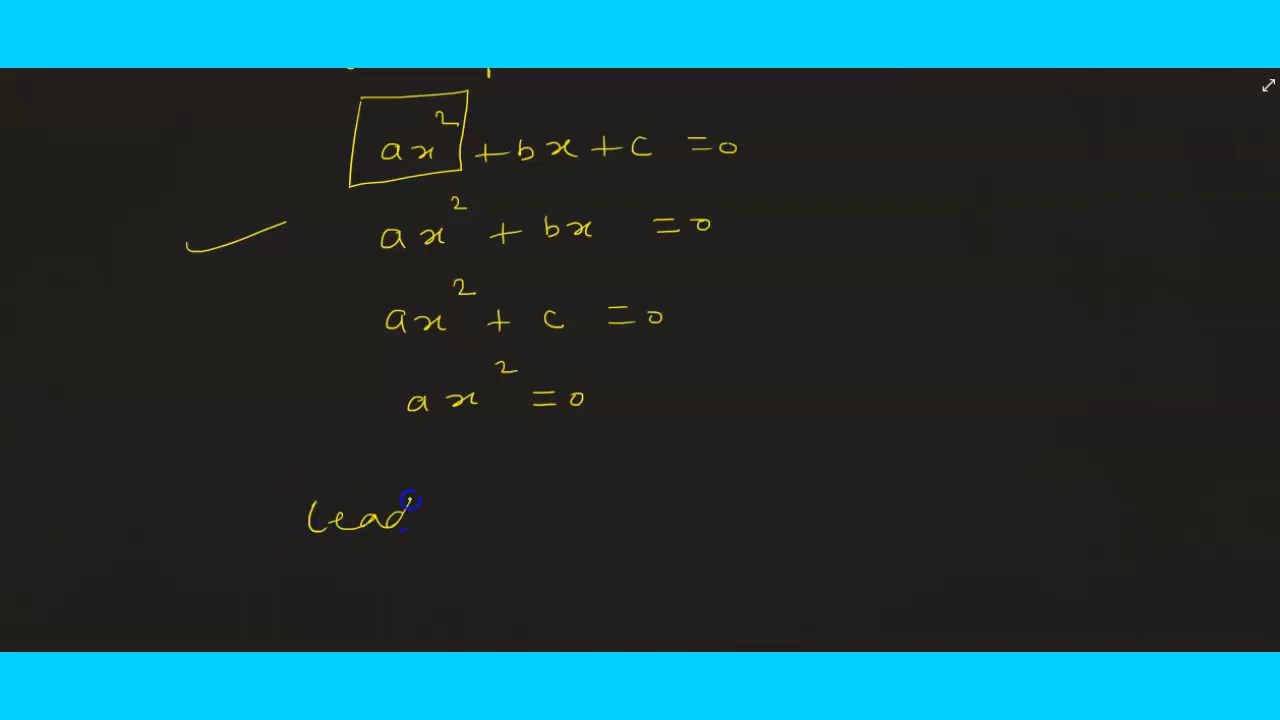 ax² + bx + c = 0
ax² + bx = 0
ax² + c = 0
ax² = 0
Lead